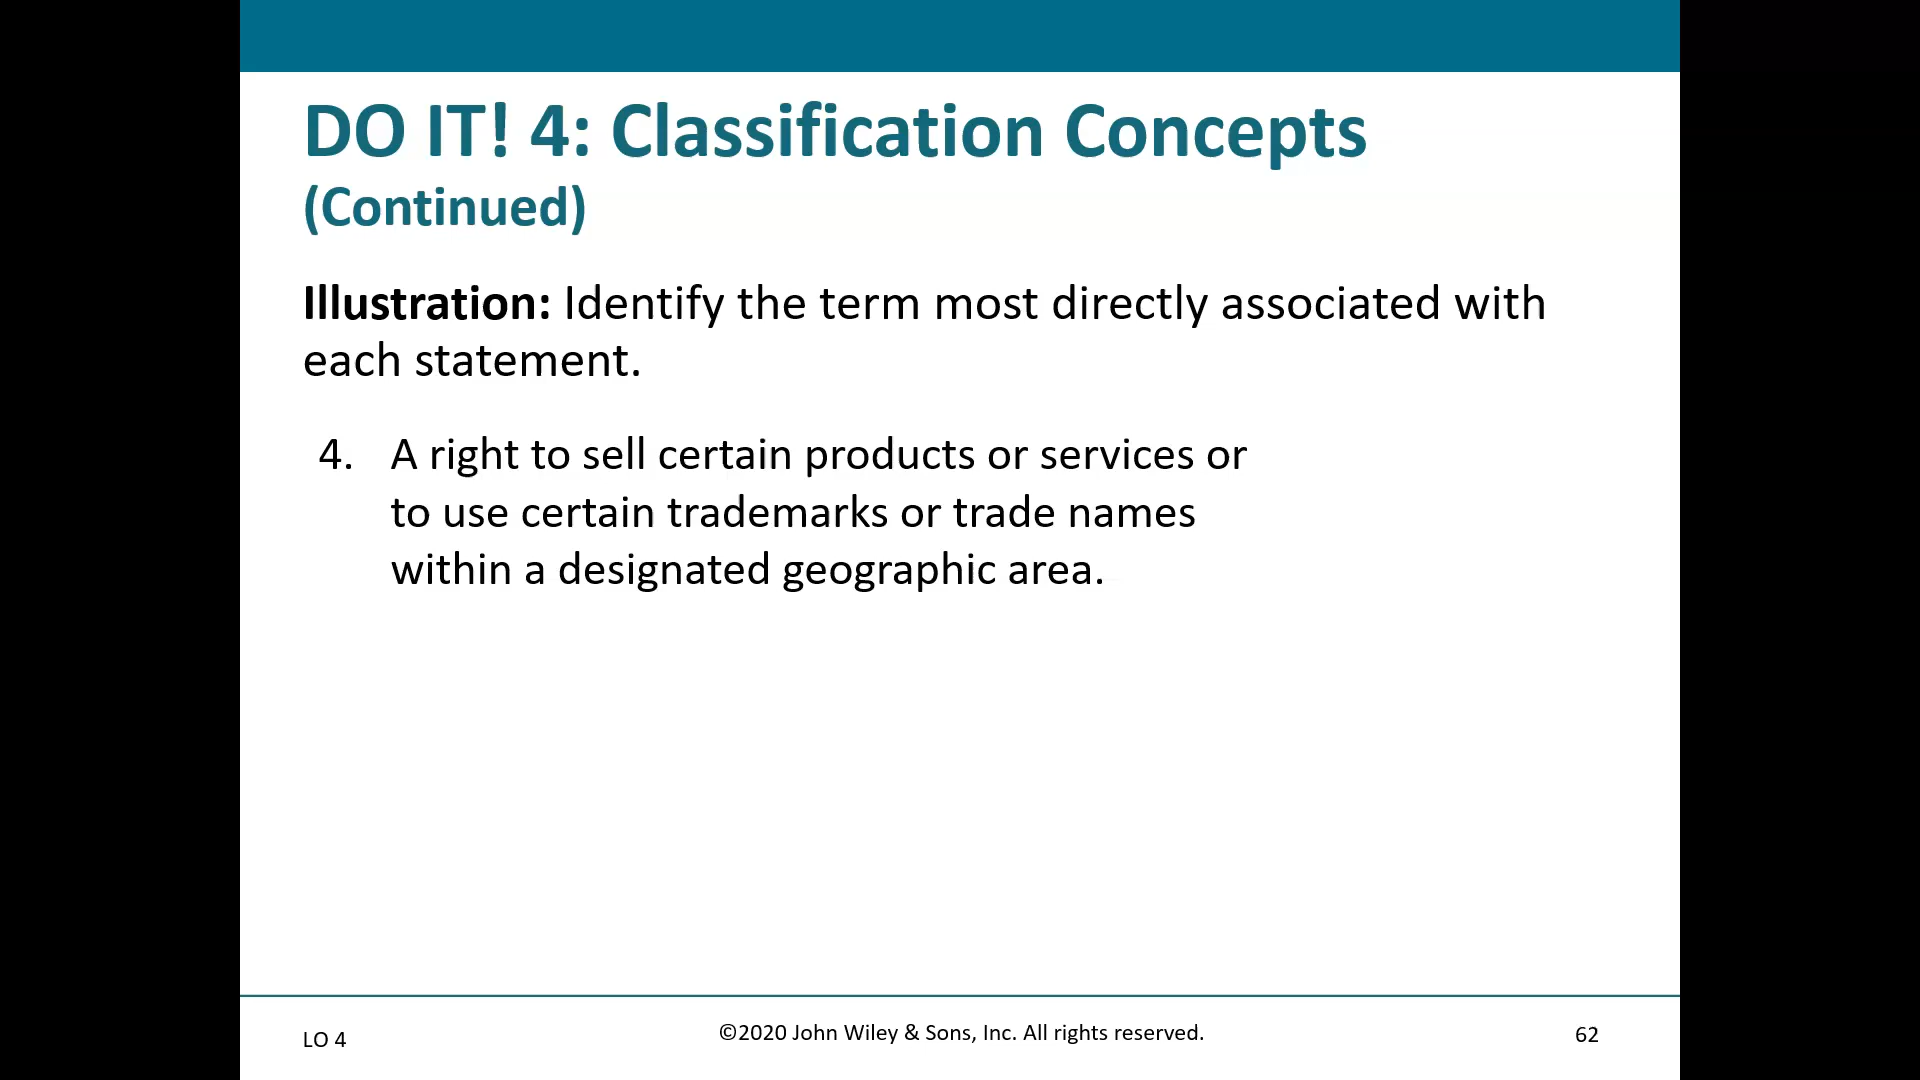 DO IT! 4: Classification Concepts
(Continued)
Illustration: Identify the term most directly associated with
each statement.
4. A right to sell certain products or services or
to use certain trademarks or trade names
within a designated geographic area.
LO 4
©2020 John Wiley & Sons, Inc. All rights reserved.
62